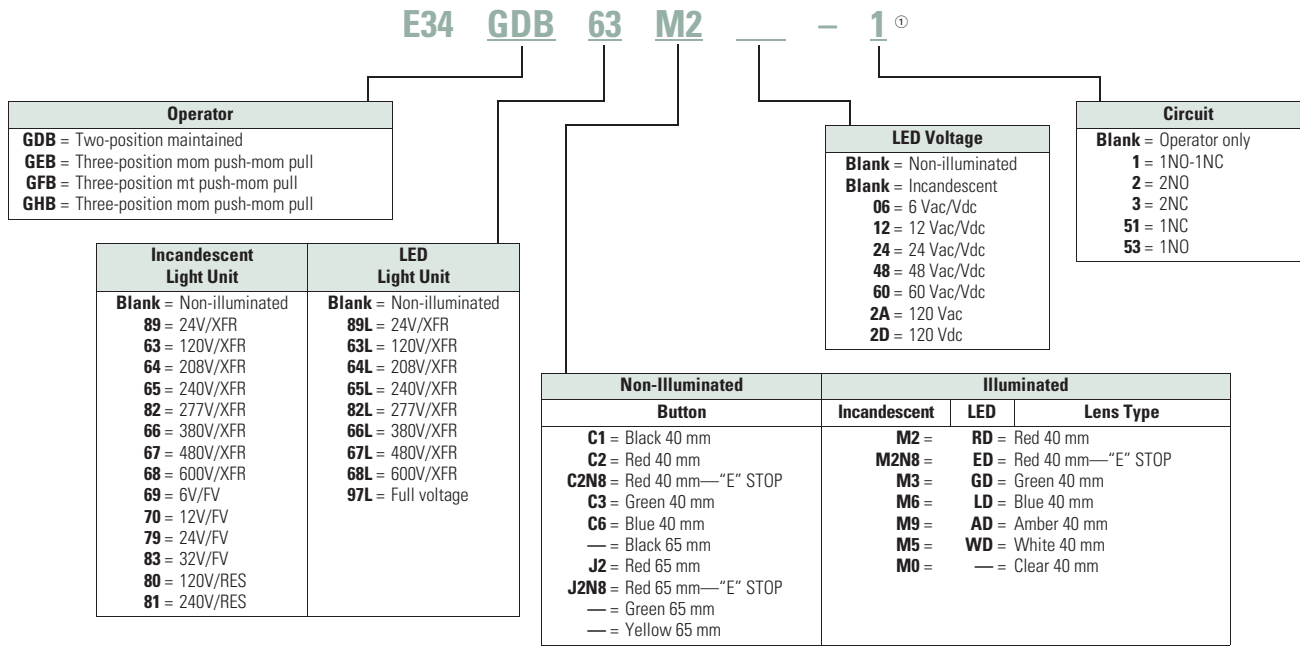 E34 GDB 63 M2 ___ – 1 ①
Operator
GDB = Two-position maintained
GEB = Three-position mom push-mom pull
GFB = Three-position mt push-mom pull
GHB = Three-position mom push-mom pull
Incandescent Light Unit
Blank = Non-illuminated
89 = 24V/XFR
63 = 120V/XFR
64 = 208V/XFR
65 = 240V/XFR
82 = 277V/XFR
66 = 380V/XFR
67 = 480V/XFR
68 = 600V/XFR
69 = 6V/FV
70 = 12V/FV
79 = 24V/FV
83 = 32V/FV
80 = 120V/RES
81 = 240V/RES
LED Light Unit
Blank = Non-illuminated
89L = 24V/XFR
63L = 120V/XFR
64L = 208V/XFR
65L = 240V/XFR
82L = 277V/XFR
66L = 380V/XFR
67L = 480V/XFR
68L = 600V/XFR
97L = Full voltage
Non-Illuminated
Button
C1 = Black 40 mm
C2 = Red 40 mm
C2N8 = Red 40 mm—“E” STOP
C3 = Green 40 mm
C6 = Blue 40 mm
— = Black 65 mm
J2 = Red 65 mm
J2N8 = Red 65 mm—“E” STOP
— = Green 65 mm
— = Yellow 65 mm
Illuminated
Incandescent LED Lens Type
M2 = RD = Red 40 mm
M2N8 = ED = Red 40 mm—“E” STOP
M3 = GD = Green 40 mm
M6 = LD = Blue 40 mm
M9 = AD = Amber 40 mm
M5 = WD = White 40 mm
M0 = — = Clear 40 mm
LED Voltage
Blank = Non-illuminated
Blank = Incandescent
06 = 6 Vac/Vdc
12 = 12 Vac/Vdc
24 = 24 Vac/Vdc
48 = 48 Vac/Vdc
60 = 60 Vac/Vdc
2A = 120 Vac
2D = 120 Vdc
Circuit
Blank = Operator only
1 = 1NO-1NC
2 = 2NO
3 = 2NC
51 = 1NC
53 = 1NO